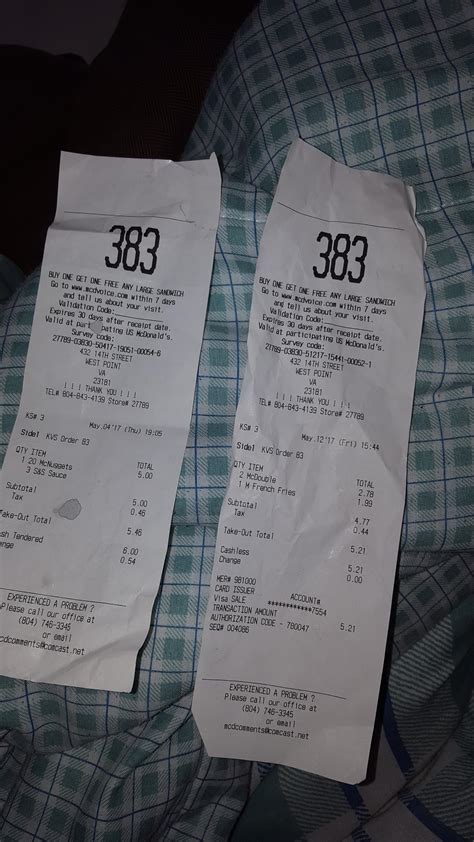 383
BUY ONE GET ONE FREE ANY LARGE SANDWICH
Go to www.mcdvoice.com within 7 days
and tell us about your visit.
Validation Code:
Expires 30 days after receipt date.
Valid at participating US McDonald's.
Survey code:
27789-03830-50417-19051-00054-6
432 14TH STREET
WEST POINT
VA
23181
! ! ! THANK YOU ! ! !
TEL# 804-843-4139 Store# 27789
KS# 3 May.04'17 (Thu) 19:05
Side1 KVS Order 83
QTY ITEM TOTAL
1 20 McNuggets 5.00
3 S&S Sauce
Subtotal 5.00
Tax 0.46
Take-Out Total 5.46
sh Tendered 6.00
ange 0.54
EXPERIENCED A PROBLEM ?
Please call our office at
(804) 746-3345
or email
cdcomments@comcast.net
383
BUY ONE GET ONE FREE ANY LARGE SANDWICH
Go to www.mcdvoice.com within 7 days
and tell us about your visit.
Validation Code:
Expires 30 days after receipt date.
Valid at participating US McDonald's.
Survey code:
27789-03830-51217-15441-00052-1
432 14TH STREET
WEST POINT
VA
23181
! ! ! THANK YOU ! ! !
TEL# 804-843-4139 Store# 27789
KS# 3 May.12'17 (Fri) 15:44
Side1 KVS Order 83
QTY ITEM TOTAL
2 McDouble 2.78
1 M French Fries 1.99
Subtotal 4.77
Tax 0.44
Take-Out Total 5.21
Cashless 5.21
Change 0.00
MER# 981000
CARD ISSUER ACCOUNT#
Visa SALE ************7554
TRANSACTION AMOUNT 5.21
AUTHORIZATION CODE - 780047
SEQ# 004086
EXPERIENCED A PROBLEM ?
Please call our office at
(804) 746-3345
or email
mcdcomments@comcast.net